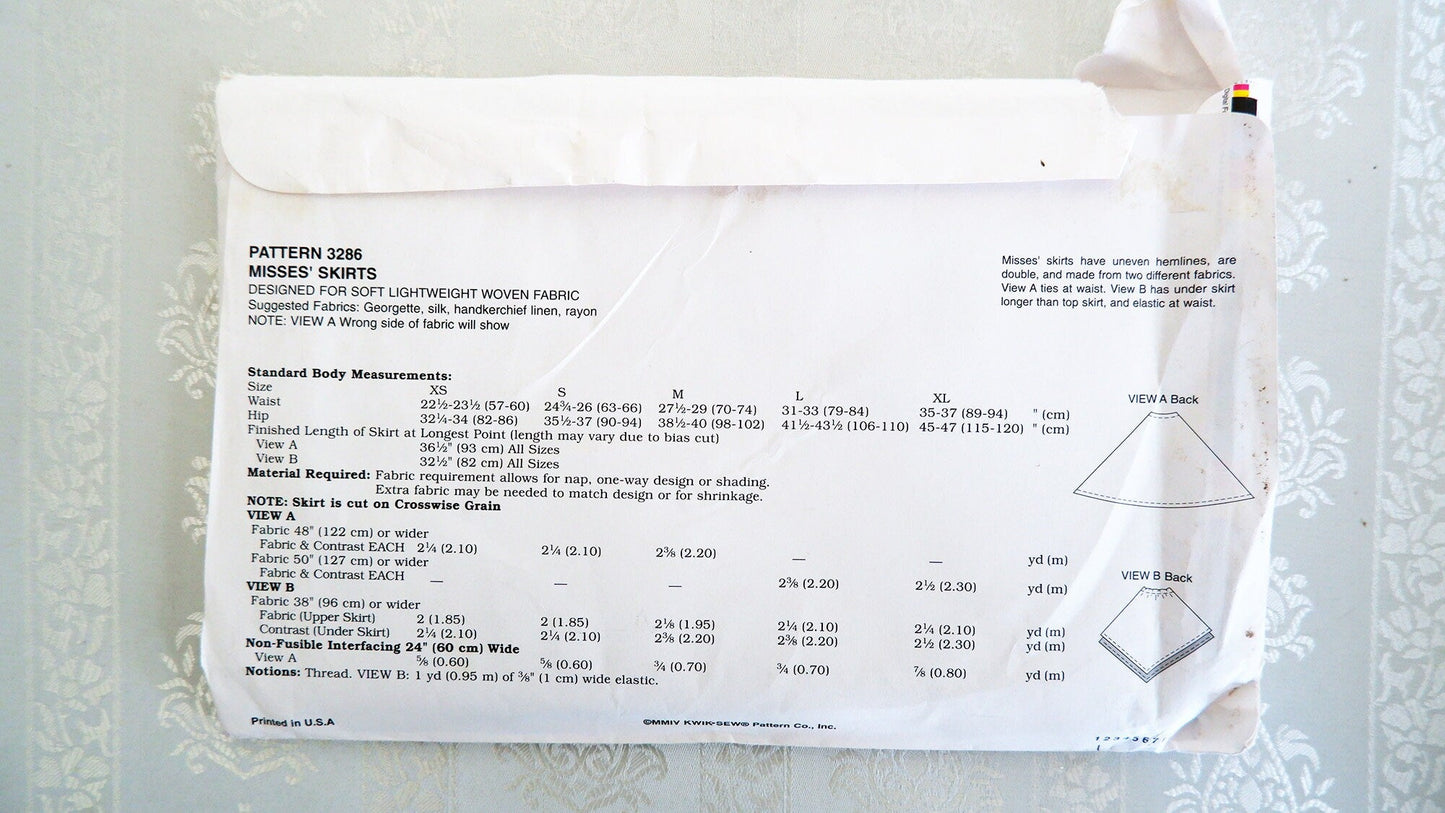 Digital
PATTERN 3286
MISSES' SKIRTS
DESIGNED FOR SOFT LIGHTWEIGHT WOVEN FABRIC
Suggested Fabrics: Georgette, silk, handkerchief linen, rayon
NOTE: VIEW A Wrong side of fabric will show
Misses' skirts have uneven hemlines, are
double, and made from two different fabrics.
View A ties at waist. View B has under skirt
longer than top skirt, and elastic at waist.
Standard Body Measurements:
Size XS S M L XL
Waist 22½-23½ (57-60) 24¾-26 (63-66) 27½-29 (70-74) 31-33 (79-84) 35-37 (89-94) " (cm)
Hip 32¼-34 (82-86) 35½-37 (90-94) 38½-40 (98-102) 41½-43½ (106-110) 45-47 (115-120) " (cm)
Finished Length of Skirt at Longest Point (length may vary due to bias cut)
View A 36½" (93 cm) All Sizes
View B 32½" (82 cm) All Sizes
Material Required: Fabric requirement allows for nap, one-way design or shading.
Extra fabric may be needed to match design or for shrinkage.
NOTE: Skirt is cut on Crosswise Grain
VIEW A
Fabric 48" (122 cm) or wider
Fabric & Contrast EACH 2¼ (2.10) 2¼ (2.10) 2⅜ (2.20) — — yd (m)
Fabric 50" (127 cm) or wider
Fabric & Contrast EACH — — — 2⅜ (2.20) 2½ (2.30) yd (m)
VIEW B
Fabric 38" (96 cm) or wider
Fabric (Upper Skirt) 2 (1.85) 2 (1.85) 2⅛ (1.95) 2¼ (2.10) 2¼ (2.10) yd (m)
Contrast (Under Skirt) 2¼ (2.10) 2¼ (2.10) 2⅜ (2.20) 2⅜ (2.20) 2½ (2.30) yd (m)
Non-Fusible Interfacing 24" (60 cm) Wide
View A ⅝ (0.60) ⅝ (0.60) ¾ (0.70) ¾ (0.70) ⅞ (0.80) yd (m)
Notions: Thread. VIEW B: 1 yd (0.95 m) of ⅜" (1 cm) wide elastic.
VIEW A Back
VIEW B Back
Printed in U.S.A
©MMIV KWIK•SEW® Pattern Co., Inc.